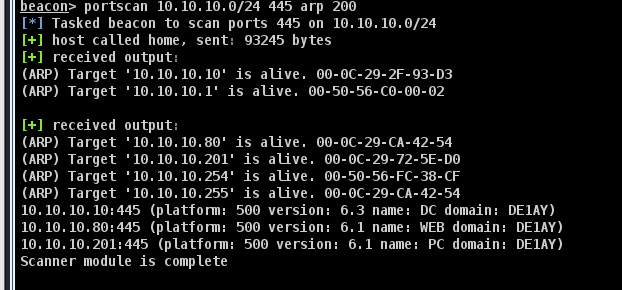 beacon> portscan 10.10.10.0/24 445 arp 200
[*] Tasked beacon to scan ports 445 on 10.10.10.0/24
[+] host called home, sent: 93245 bytes
[+] received output:
(ARP) Target '10.10.10.10' is alive. 00-0C-29-2F-93-D3
(ARP) Target '10.10.10.1' is alive. 00-50-56-C0-00-02
[+] received output:
(ARP) Target '10.10.10.80' is alive. 00-0C-29-CA-42-54
(ARP) Target '10.10.10.201' is alive. 00-0C-29-72-5E-D0
(ARP) Target '10.10.10.254' is alive. 00-50-56-FC-38-CF
(ARP) Target '10.10.10.255' is alive. 00-0C-29-CA-42-54
10.10.10.10:445 (platform: 500 version: 6.3 name: DC domain: DE1AY)
10.10.10.80:445 (platform: 500 version: 6.1 name: WEB domain: DE1AY)
10.10.10.201:445 (platform: 500 version: 6.1 name: PC domain: DE1AY)
Scanner module is complete